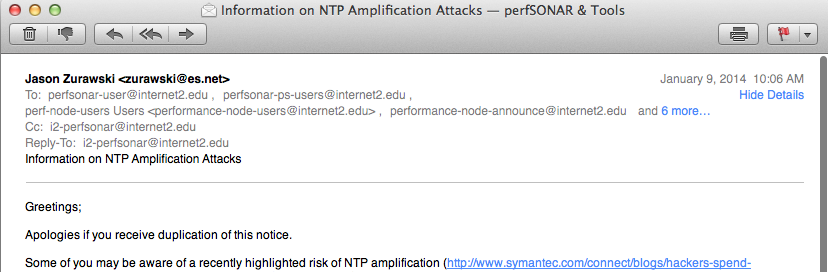 Information on NTP Amplification Attacks — perfSONAR & Tools
Jason Zurawski <zurawski@es.net>
January 9, 2014 10:06 AM
To: perfsonar-user@internet2.edu , perfsonar-ps-users@internet2.edu ,
Hide Details
perf-node-users Users <performance-node-users@internet2.edu> , performance-node-announce@internet2.edu and 6 more…
Cc: i2-perfsonar@internet2.edu
Reply-To: i2-perfsonar@internet2.edu
Information on NTP Amplification Attacks
Greetings;
Apologies if you receive duplication of this notice.
Some of you may be aware of a recently highlighted risk of NTP amplification (http://www.symantec.com/connect/blogs/hackers-spend-